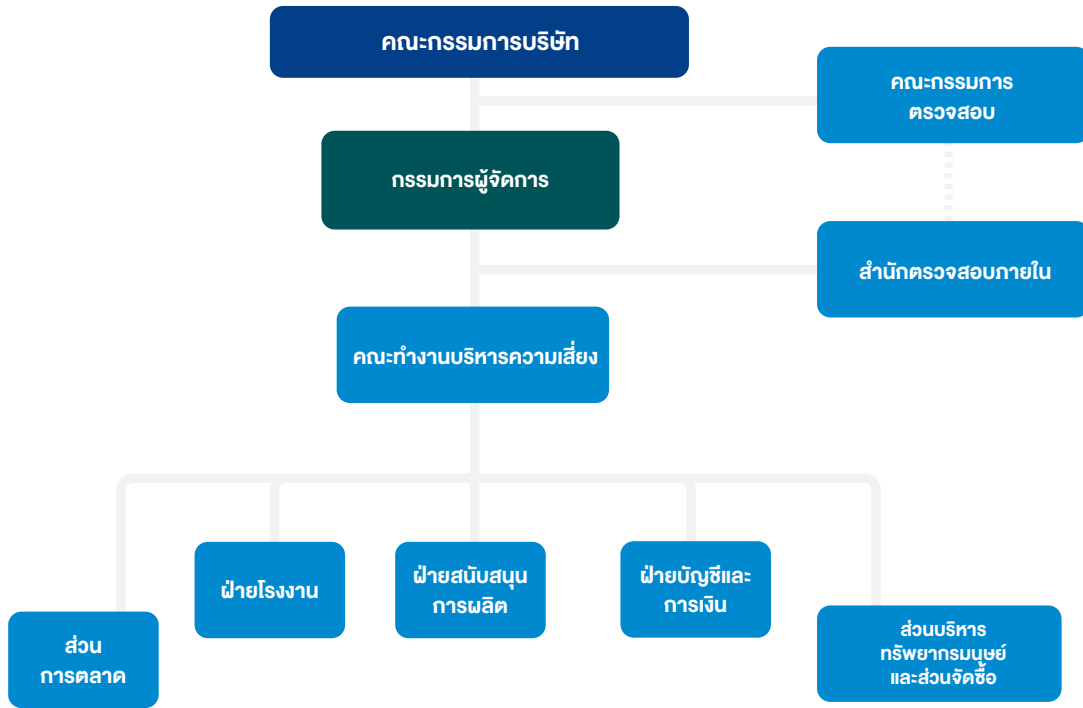 คณะกรรมการบริษัท
คณะกรรมการ
ตรวจสอบ
กรรมการผู้จัดการ
สำนักตรวจสอบภายใน
คณะทำงานบริหารความเสี่ยง
ส่วน
การตลาด
ฝ่ายโรงงาน
ฝ่ายสนับสนุน
การผลิต
ฝ่ายบัญชีและ
การเงิน
ส่วนบริหาร
ทรัพยากรมนุษย์
และส่วนจัดซื้อ